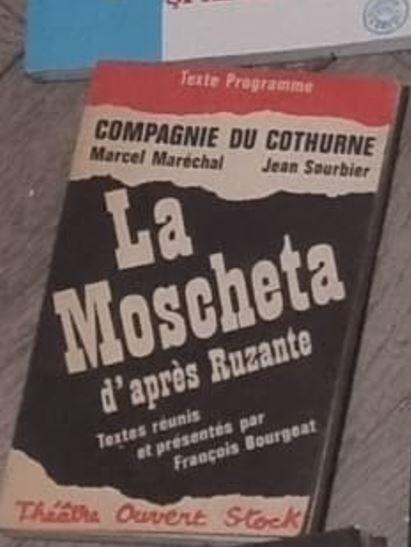 Texte Programme
COMPAGNIE DU COTHURNE
Marcel Maréchal Jean Sourbier
La
Moscheta
d'après Ruzante
Textes réunis
et présentés par
François Bourgeat
Théâtre Ouvert Stock